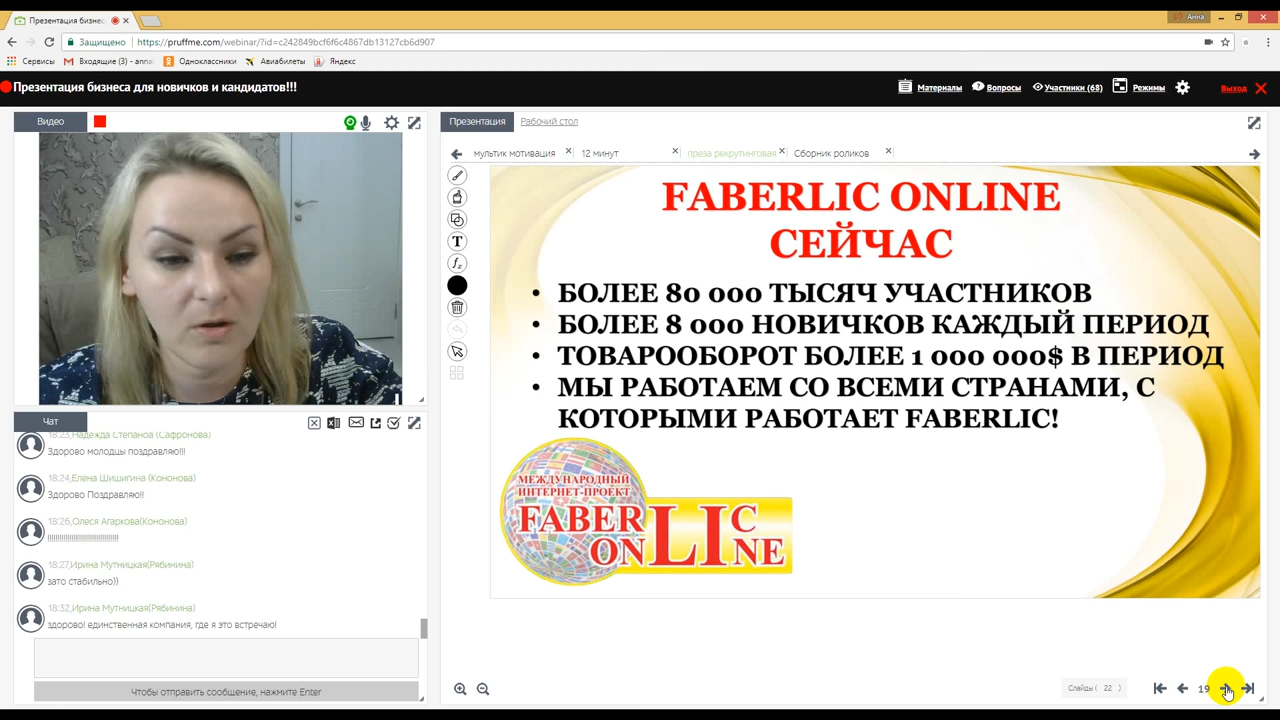 Презентация бизнес
Анна
Защищено
https://pruffme.com/webinar/?id=c242849bcf6f6c4867db13127cb6d907
Сервисы
Входящие (3) - anna
Одноклассники
Авиабилеты
Яндекс
Презентация бизнеса для новичков и кандидатов!!!
Материалы
Вопросы
Участники (68)
Режимы
Выход
Видео
Презентация
Рабочий стол
мультик мотивация
12 минут
преза рекрутинговая
Сборник роликов
FABERLIC ONLINE
СЕЙЧАС
• БОЛЕЕ 80 000 ТЫСЯЧ УЧАСТНИКОВ
• БОЛЕЕ 8 000 НОВИЧКОВ КАЖДЫЙ ПЕРИОД
• ТОВАРООБОРОТ БОЛЕЕ 1 000 000$ В ПЕРИОД
• МЫ РАБОТАЕМ СО ВСЕМИ СТРАНАМИ, С
КОТОРЫМИ РАБОТАЕТ FABERLIC!
МЕЖДУНАРОДНЫЙ
ИНТЕРНЕТ-ПРОЕКТ
FABERLIC
ONLINE
Чат
18:23,Надежда Степаноа (Сафронова)
Здорово молодцы поздравляю!!!
18:24,Елена Шишигина (Кононова)
Здорово Поздравляю!!
18:26,Олеся Агаркова(Кононова)
!!!!!!!!!!!!!!!!!!!!!!!!!!!!!!!!
18:27,Ирина Мутницкая(Рябинина)
зато стабильно))
18:32,Ирина Мутницкая(Рябинина)
здорово! единственная компания, где я это встречаю!
Чтобы отправить сообщение, нажмите Enter
Слайды ( 22 )
19